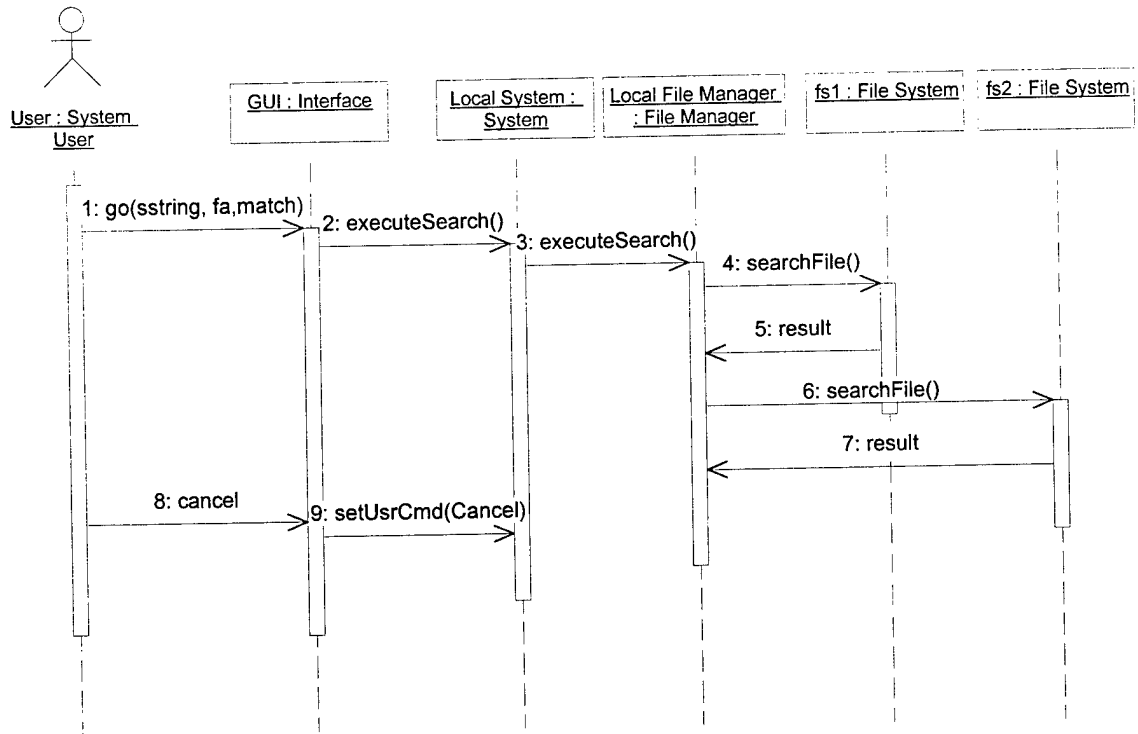 User : System
User
GUI : Interface
Local System :
System
Local File Manager
: File Manager
fs1 : File System
fs2 : File System
1: go(sstring, fa,match)
2: executeSearch()
3: executeSearch()
4: searchFile()
5: result
6: searchFile()
7: result
8: cancel
9: setUsrCmd(Cancel)